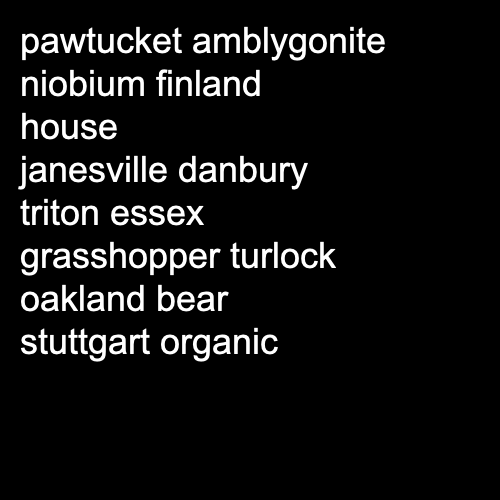 pawtucket amblygonite
niobium finland
house
janesville danbury
triton essex
grasshopper turlock
oakland bear
stuttgart organic